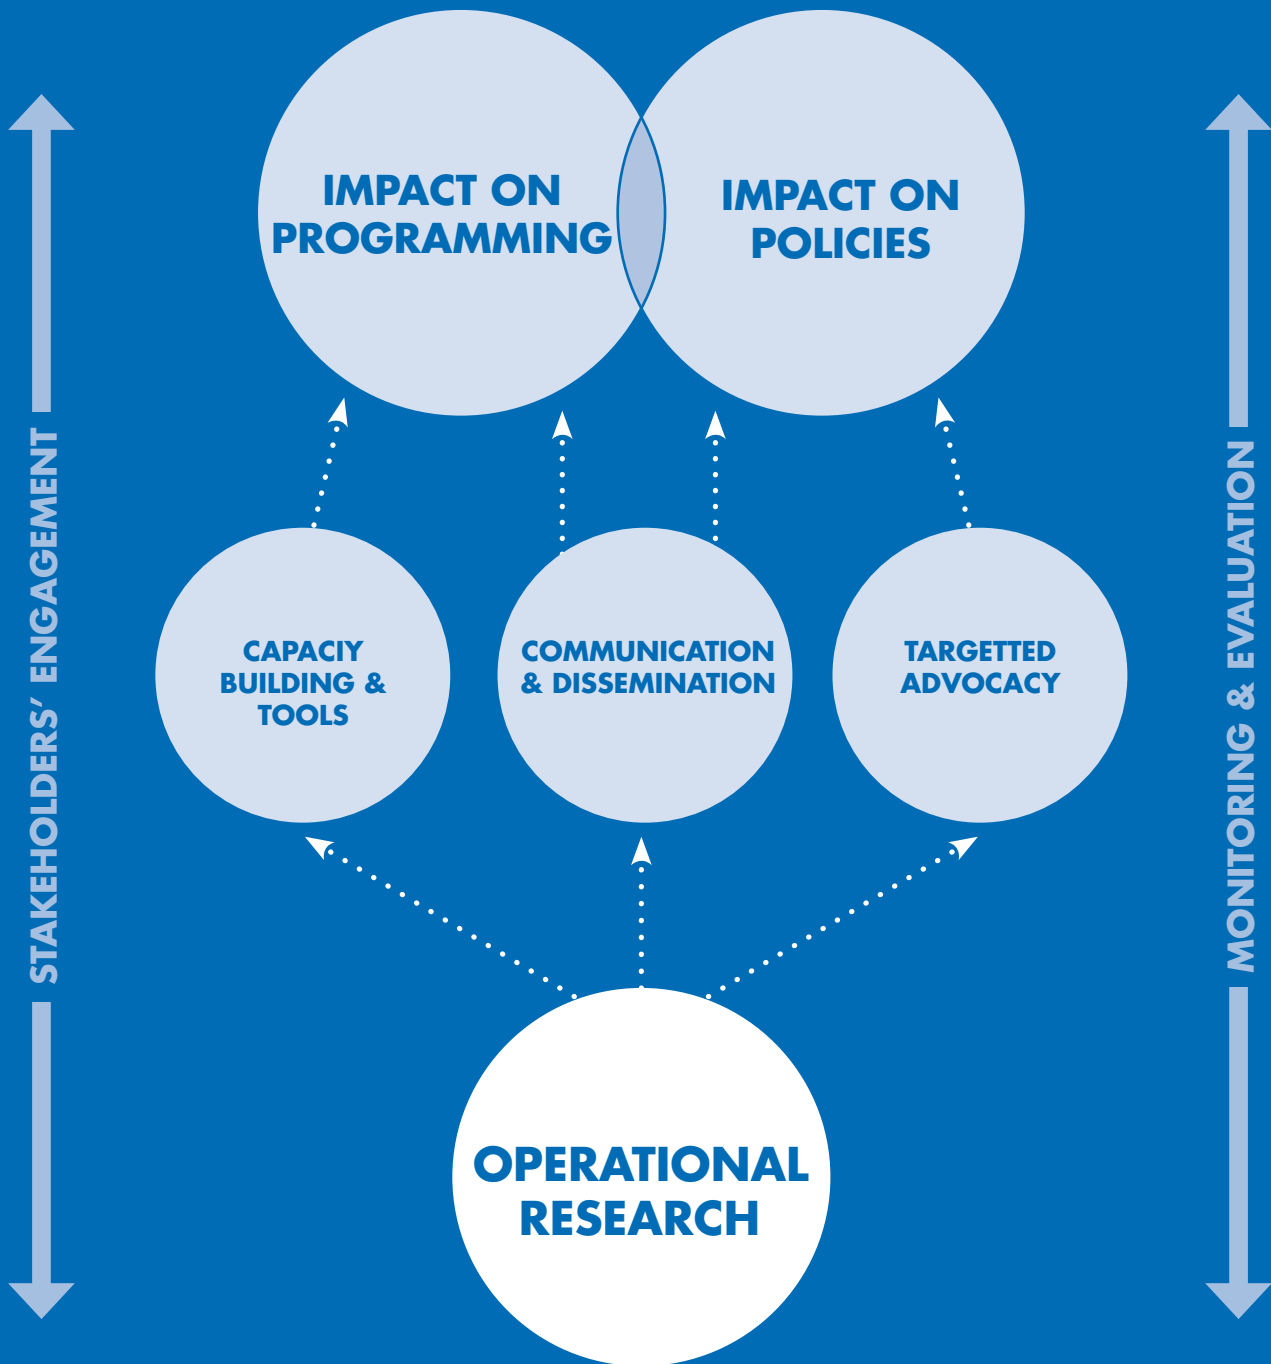 IMPACT ON
PROGRAMMING
IMPACT ON
POLICIES
STAKEHOLDERS' ENGAGEMENT
MONITORING & EVALUATION
CAPACIY
BUILDING &
TOOLS
COMMUNICATION
& DISSEMINATION
TARGETTED
ADVOCACY
OPERATIONAL
RESEARCH